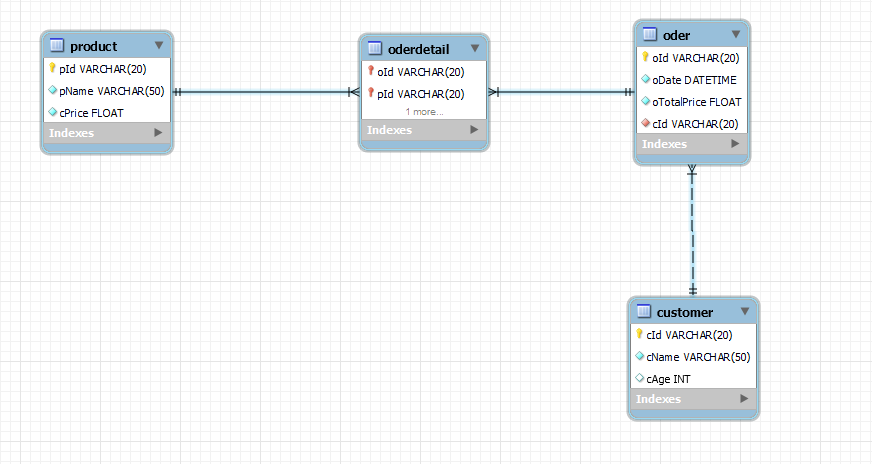 product
pId VARCHAR(20)
pName VARCHAR(50)
cPrice FLOAT
Indexes
oderdetail
oId VARCHAR(20)
pId VARCHAR(20)
1 more...
Indexes
oder
oId VARCHAR(20)
oDate DATETIME
oTotalPrice FLOAT
cId VARCHAR(20)
Indexes
customer
cId VARCHAR(20)
cName VARCHAR(50)
cAge INT
Indexes